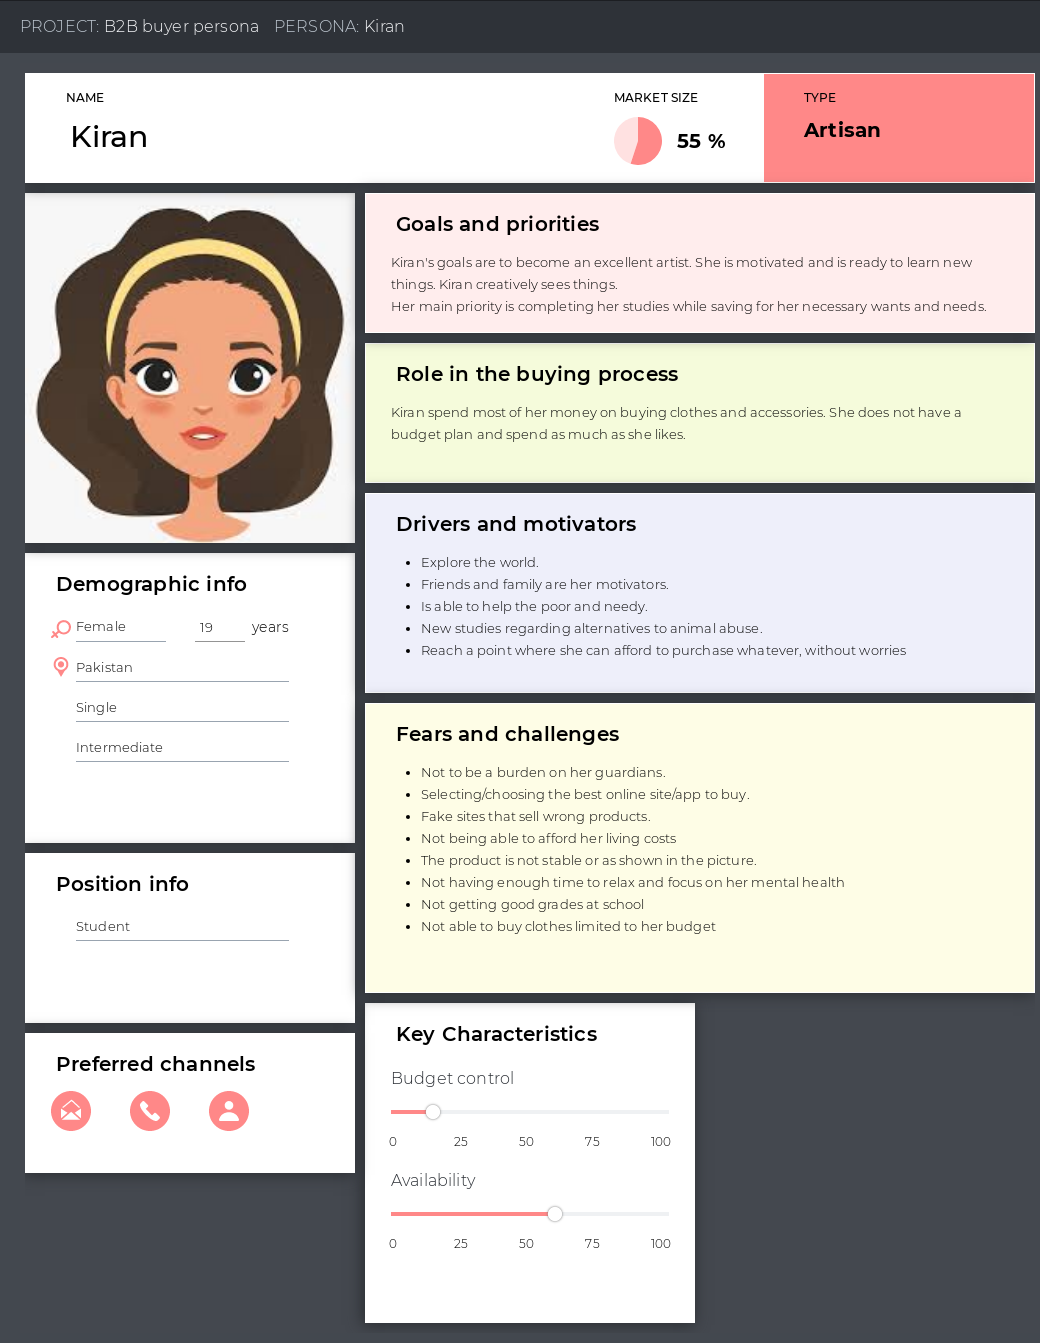 PROJECT: B2B buyer persona PERSONA: Kiran
NAME
Kiran
MARKET SIZE
55 %
TYPE
Artisan
Goals and priorities
Kiran's goals are to become an excellent artist. She is motivated and is ready to learn new
things. Kiran creatively sees things.
Her main priority is completing her studies while saving for her necessary wants and needs.
Role in the buying process
Kiran spend most of her money on buying clothes and accessories. She does not have a
budget plan and spend as much as she likes.
Drivers and motivators
Explore the world.
Friends and family are her motivators.
Is able to help the poor and needy.
New studies regarding alternatives to animal abuse.
Reach a point where she can afford to purchase whatever, without worries
Demographic info
Female 19 years
Pakistan
Single
Intermediate
Fears and challenges
Not to be a burden on her guardians.
Selecting/choosing the best online site/app to buy.
Fake sites that sell wrong products.
Not being able to afford her living costs
The product is not stable or as shown in the picture.
Not having enough time to relax and focus on her mental health
Not getting good grades at school
Not able to buy clothes limited to her budget
Position info
Student
Preferred channels
Key Characteristics
Budget control
0 25 50 75 100
Availability
0 25 50 75 100